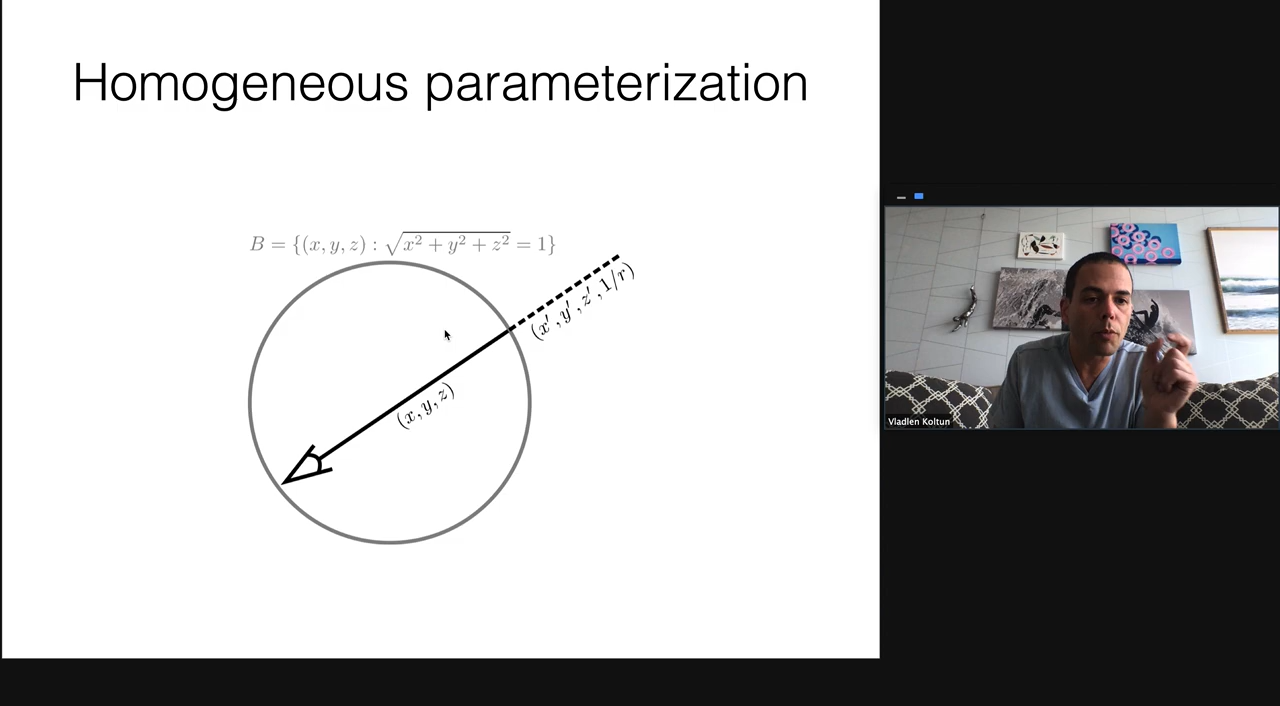 Homogeneous parameterization
B = {(x, y, z) : √x² + y² + z² = 1}
(x′, y′, z′, 1/r)
(x, y, z)
Vladlen Koltun